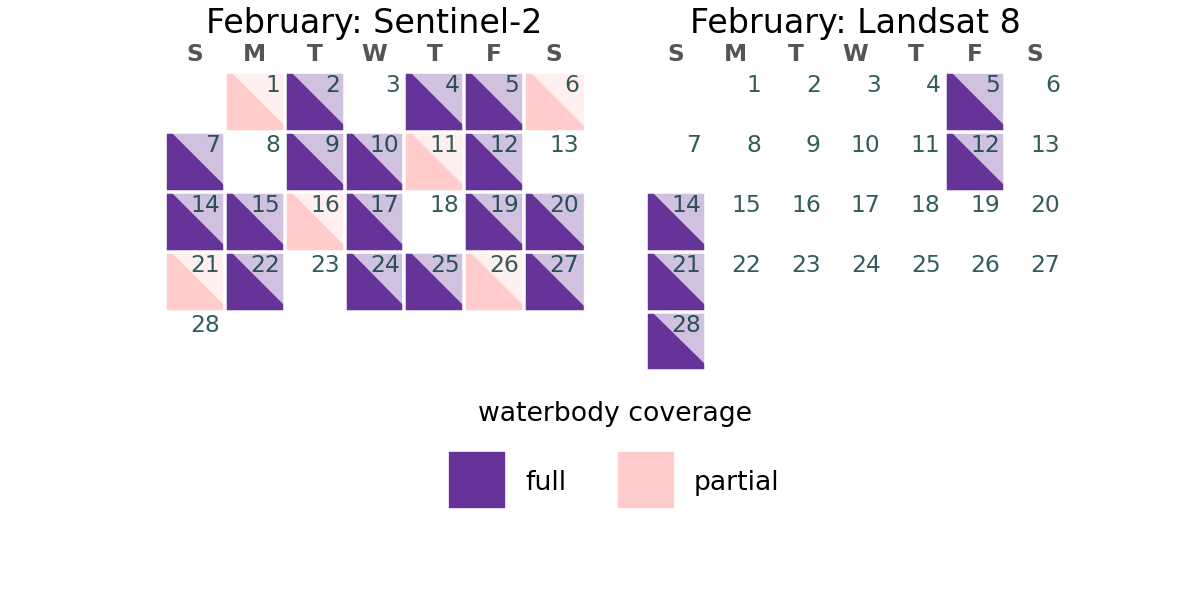 February: Sentinel-2
S M T W T F S
1 2 3 4 5 6
7 8 9 10 11 12 13
14 15 16 17 18 19 20
21 22 23 24 25 26 27
28
February: Landsat 8
S M T W T F S
1 2 3 4 5 6
7 8 9 10 11 12 13
14 15 16 17 18 19 20
21 22 23 24 25 26 27
28
waterbody coverage
full partial